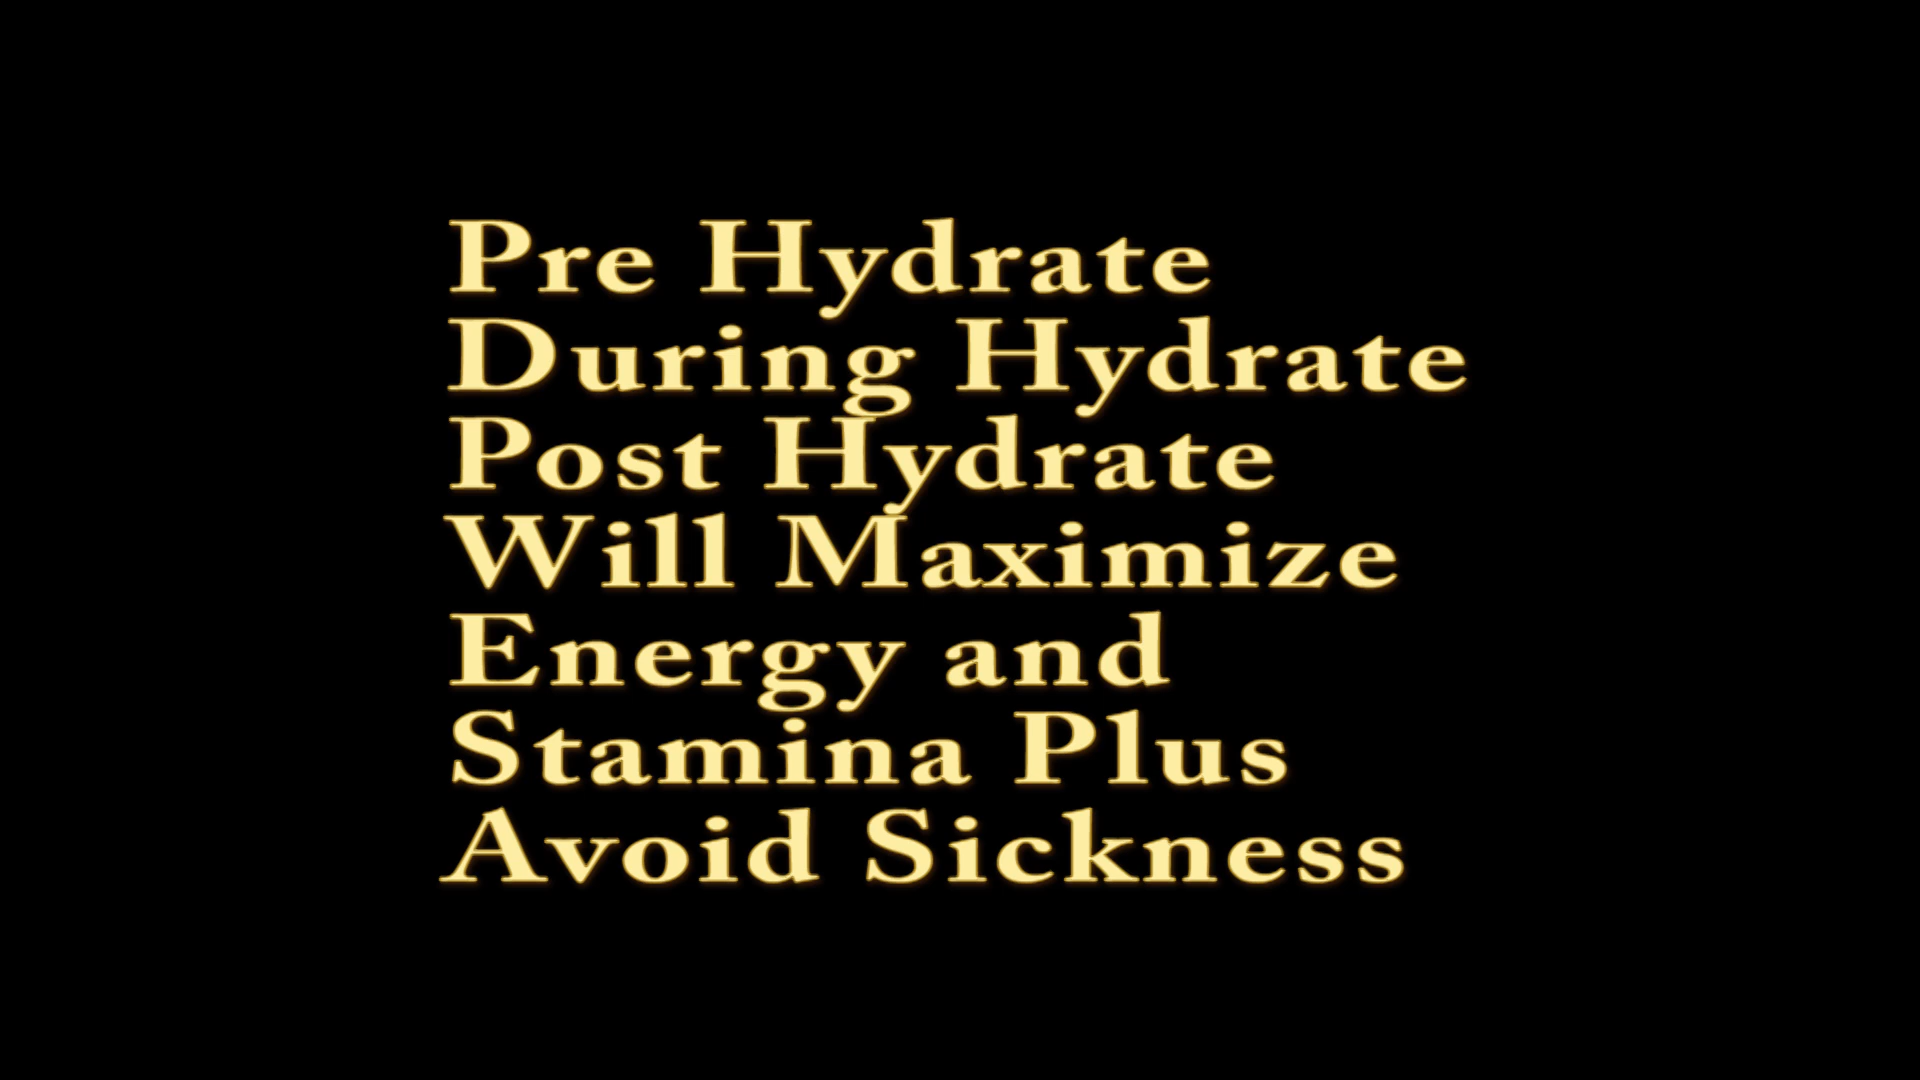 Pre Hydrate
During Hydrate
Post Hydrate
Will Maximize
Energy and
Stamina Plus
Avoid Sickness